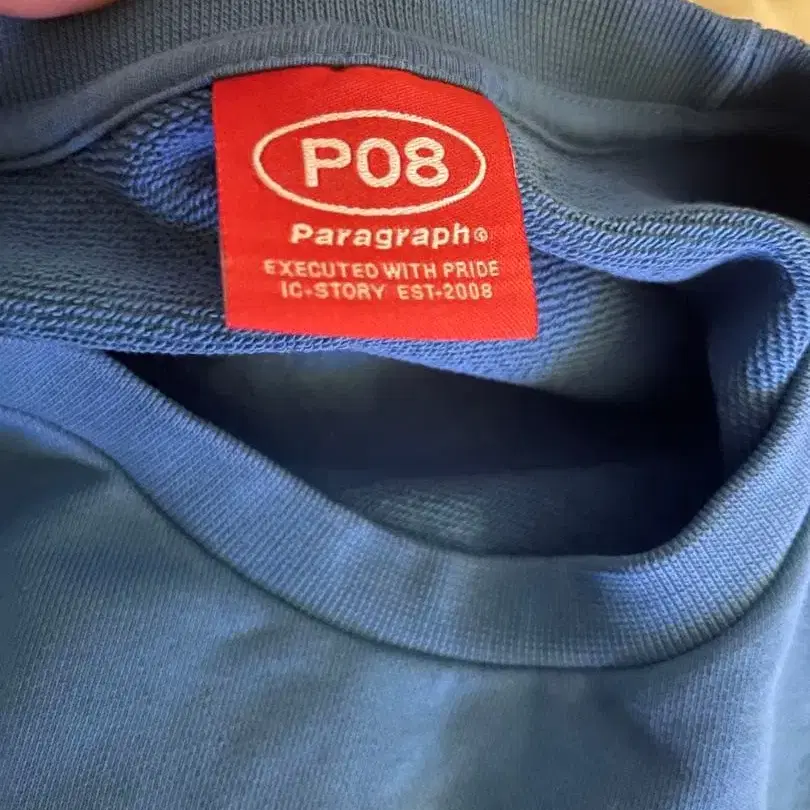 P08
Paragraph®
EXECUTED WITH PRIDE
IC-STORY EST-2008